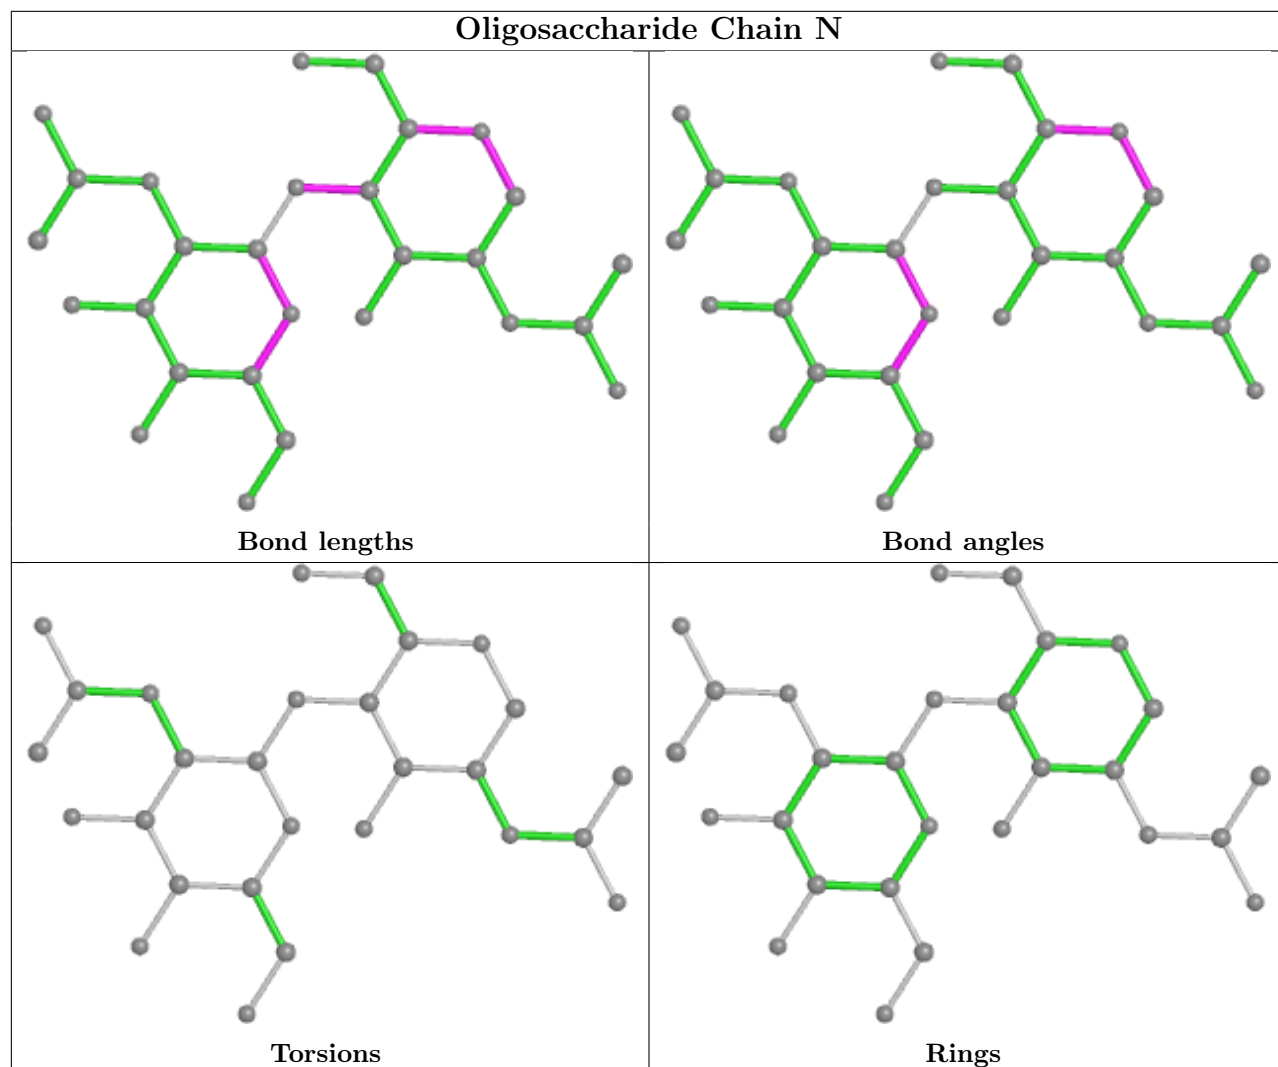 Oligosaccharide Chain N
Bond lengths
Bond angles
Torsions
Rings